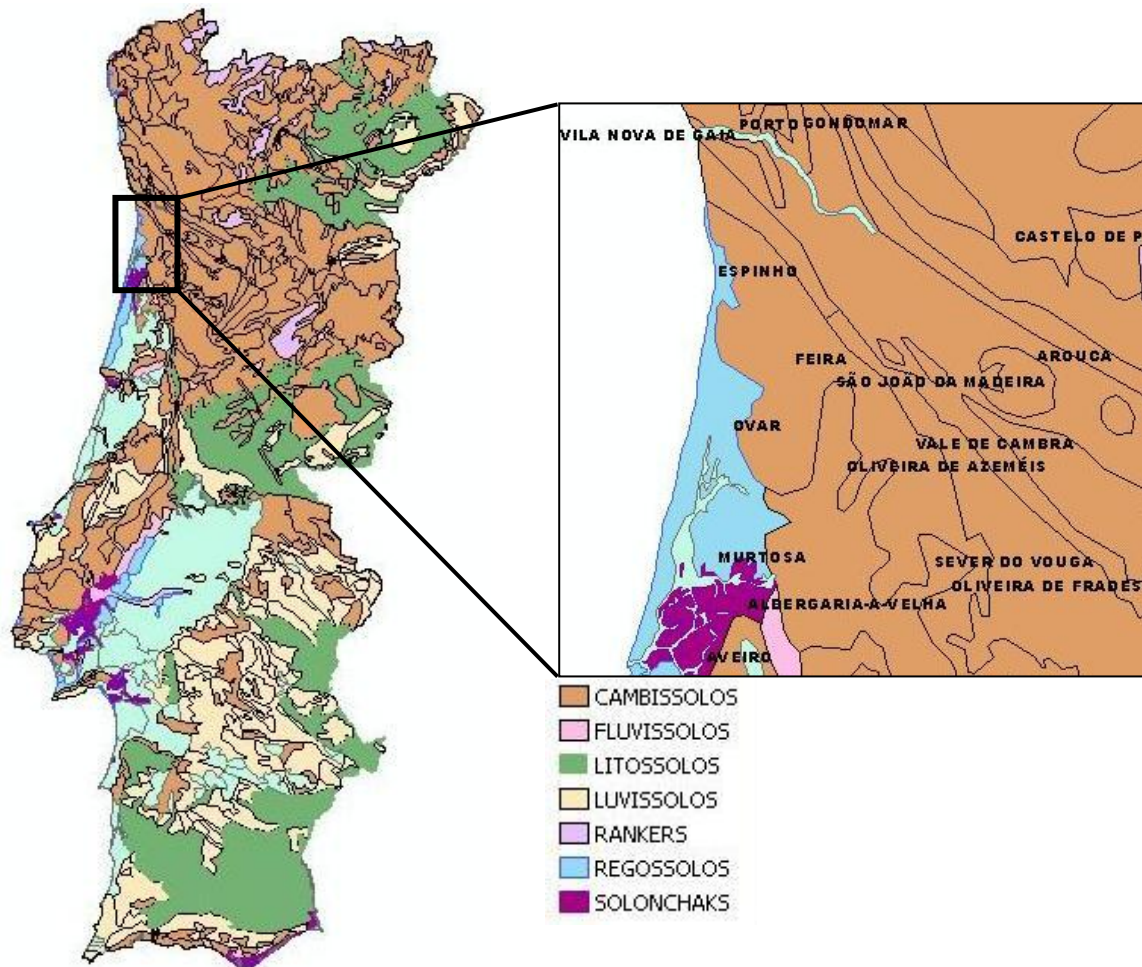 VILA NOVA DE GAIA
PORTO
GONDOMAR
CASTELO DE P
ESPINHO
FEIRA
AROUCA
SÃO JOÃO DA MADEIRA
OVAR
VALE DE CAMBRA
OLIVEIRA DE AZEMÉIS
MURTOSA
SEVER DO VOUGA
OLIVEIRA DE FRADES
ALBERGARIA-A-VELHA
AVEIRO
CAMBISSOLOS
FLUVISSOLOS
LITOSSOLOS
LUVISSOLOS
RANKERS
REGOSSOLOS
SOLONCHAKS